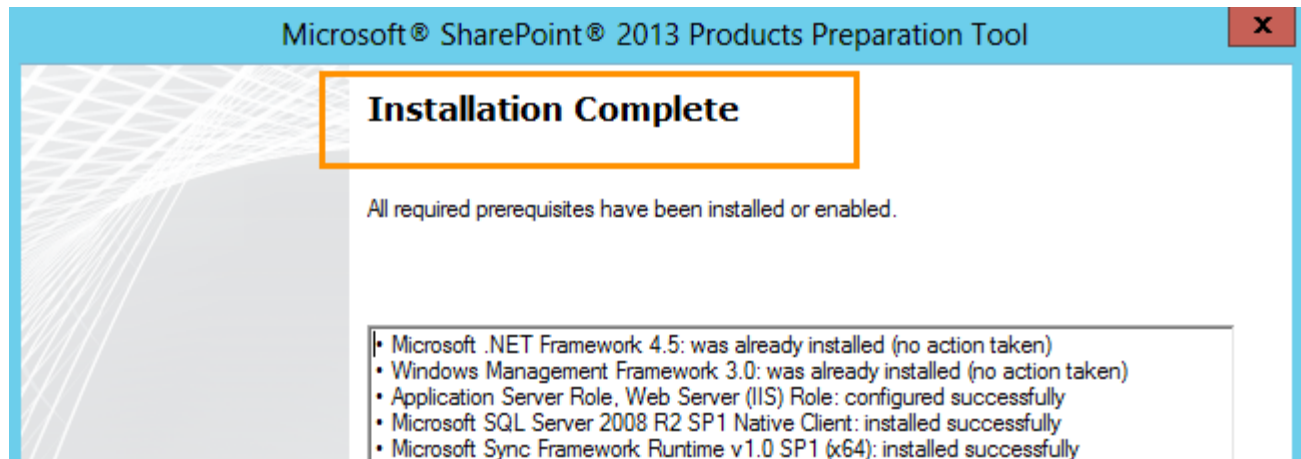 Microsoft® SharePoint® 2013 Products Preparation Tool
x
Installation Complete
All required prerequisites have been installed or enabled.
• Microsoft .NET Framework 4.5: was already installed (no action taken)
• Windows Management Framework 3.0: was already installed (no action taken)
• Application Server Role, Web Server (IIS) Role: configured successfully
• Microsoft SQL Server 2008 R2 SP1 Native Client: installed successfully
• Microsoft Sync Framework Runtime v1.0 SP1 (x64): installed successfully